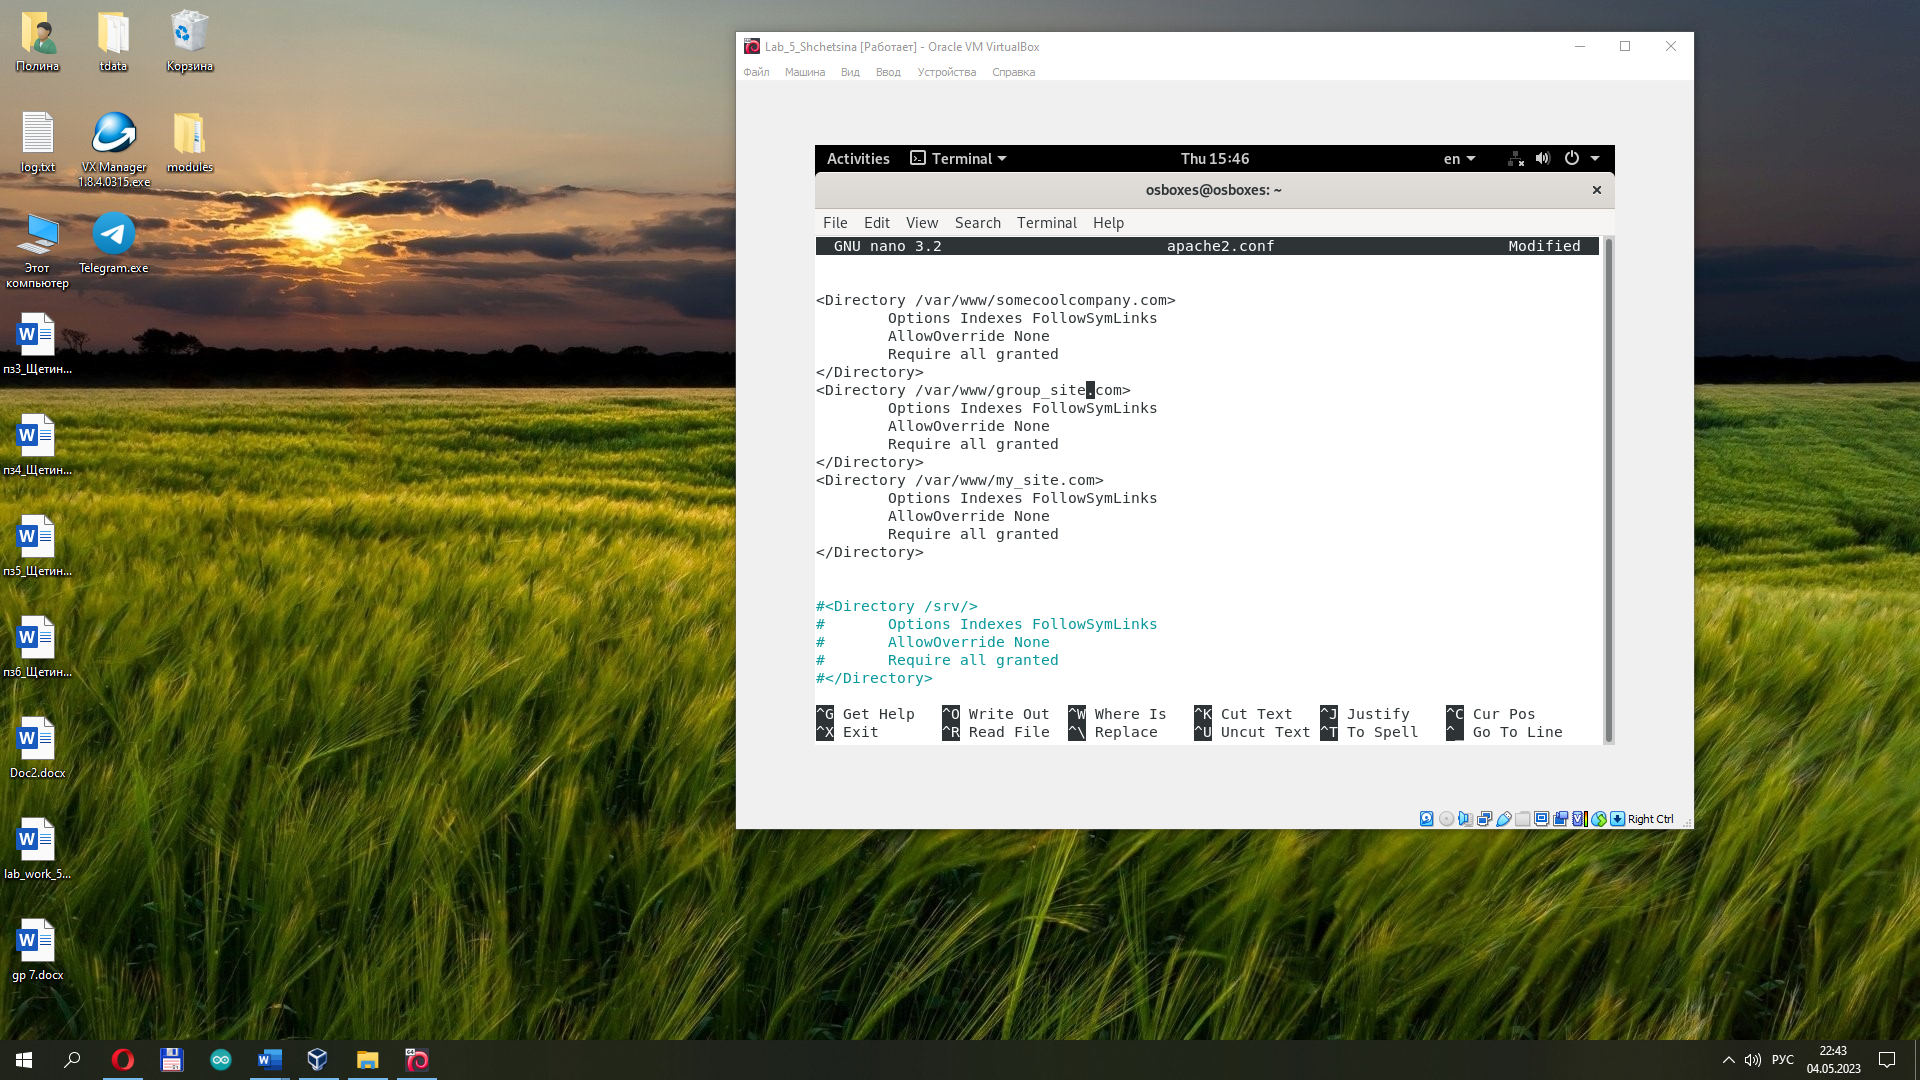 Полина
tdata
Корзина
log.txt
VX Manager
1.8.4.0315.exe
modules
Этот
компьютер
Telegram.exe
пз3_Щетин...
пз4_Щетин...
пз5_Щетин...
пз6_Щетин...
Doc2.docx
lab_work_5...
gp 7.docx
Lab_5_Shchetsina [Работает] - Oracle VM VirtualBox
Файл Машина Вид Ввод Устройства Справка
Activities Terminal Thu 15:46 en
osboxes@osboxes: ~
File Edit View Search Terminal Help
GNU nano 3.2 apache2.conf Modified
<Directory /var/www/somecoolcompany.com>
Options Indexes FollowSymLinks
AllowOverride None
Require all granted
</Directory>
<Directory /var/www/group_site.com>
Options Indexes FollowSymLinks
AllowOverride None
Require all granted
</Directory>
<Directory /var/www/my_site.com>
Options Indexes FollowSymLinks
AllowOverride None
Require all granted
</Directory>
#<Directory /srv/>
# Options Indexes FollowSymLinks
# AllowOverride None
# Require all granted
#</Directory>
^G Get Help ^O Write Out ^W Where Is ^K Cut Text ^J Justify ^C Cur Pos
^X Exit ^R Read File ^\ Replace ^U Uncut Text ^T To Spell ^_ Go To Line
Right Ctrl
РУС
22:43
04.05.2023